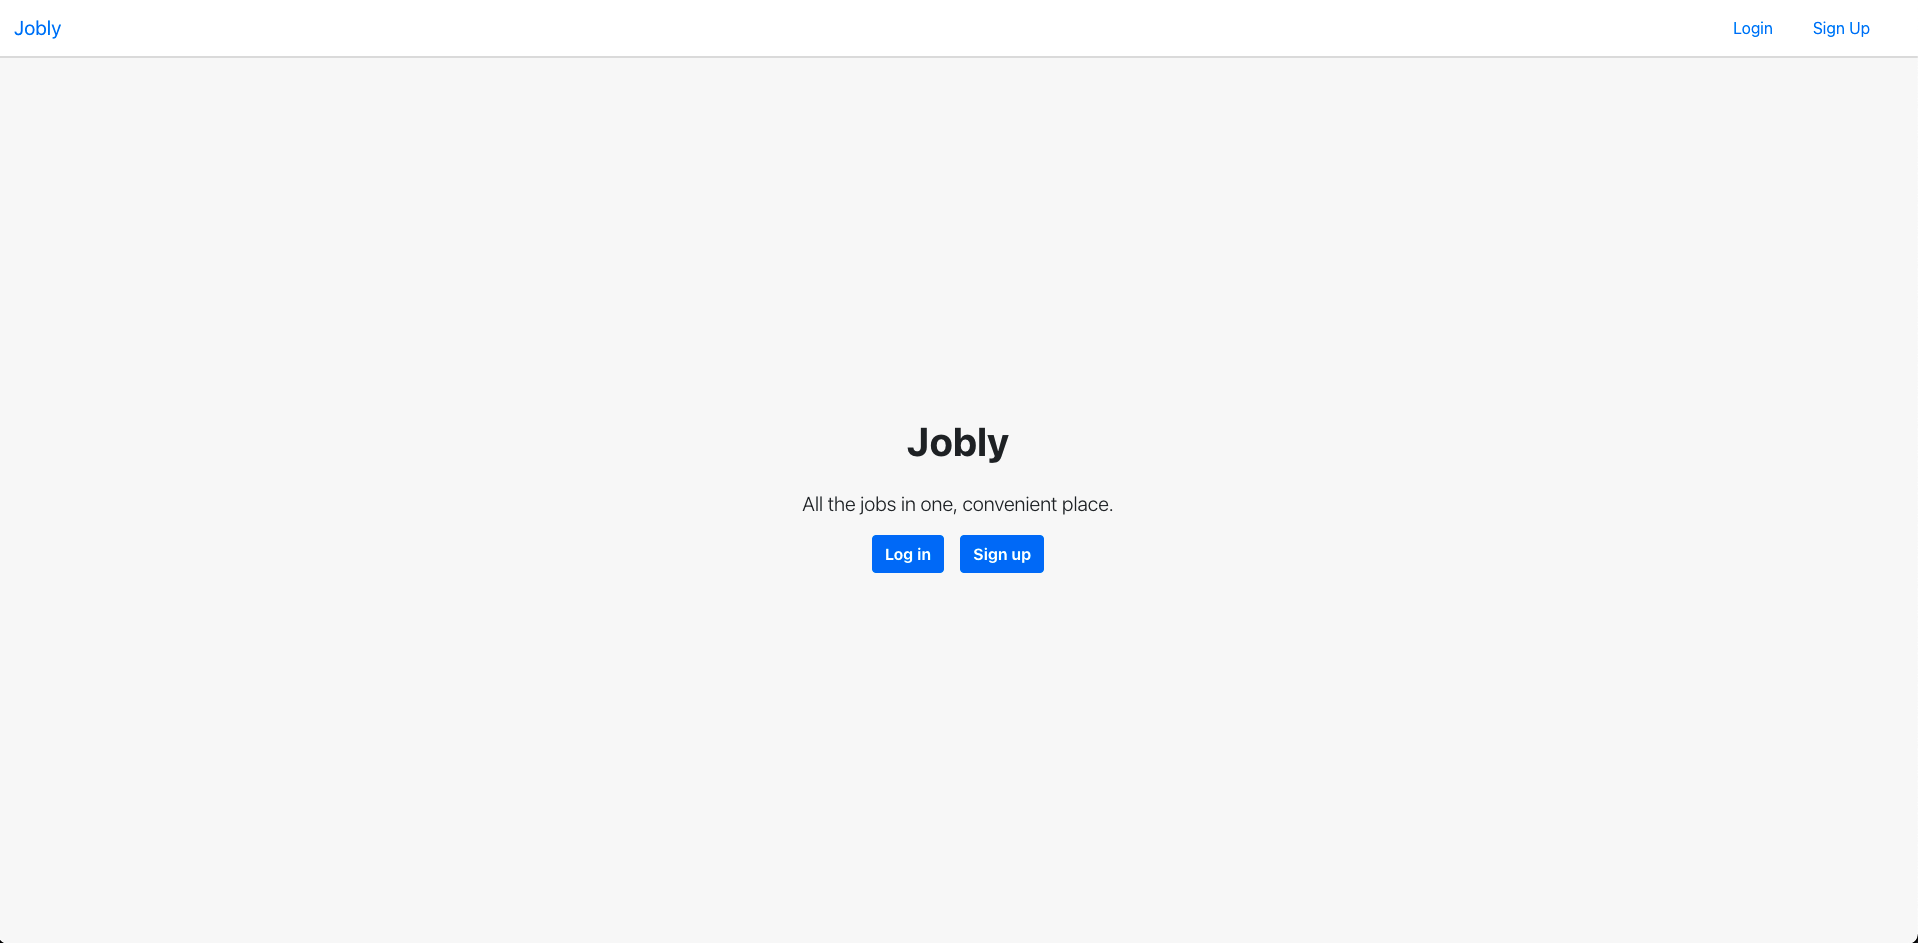 Jobly Login Sign Up
Jobly
All the jobs in one, convenient place.
Log in Sign up